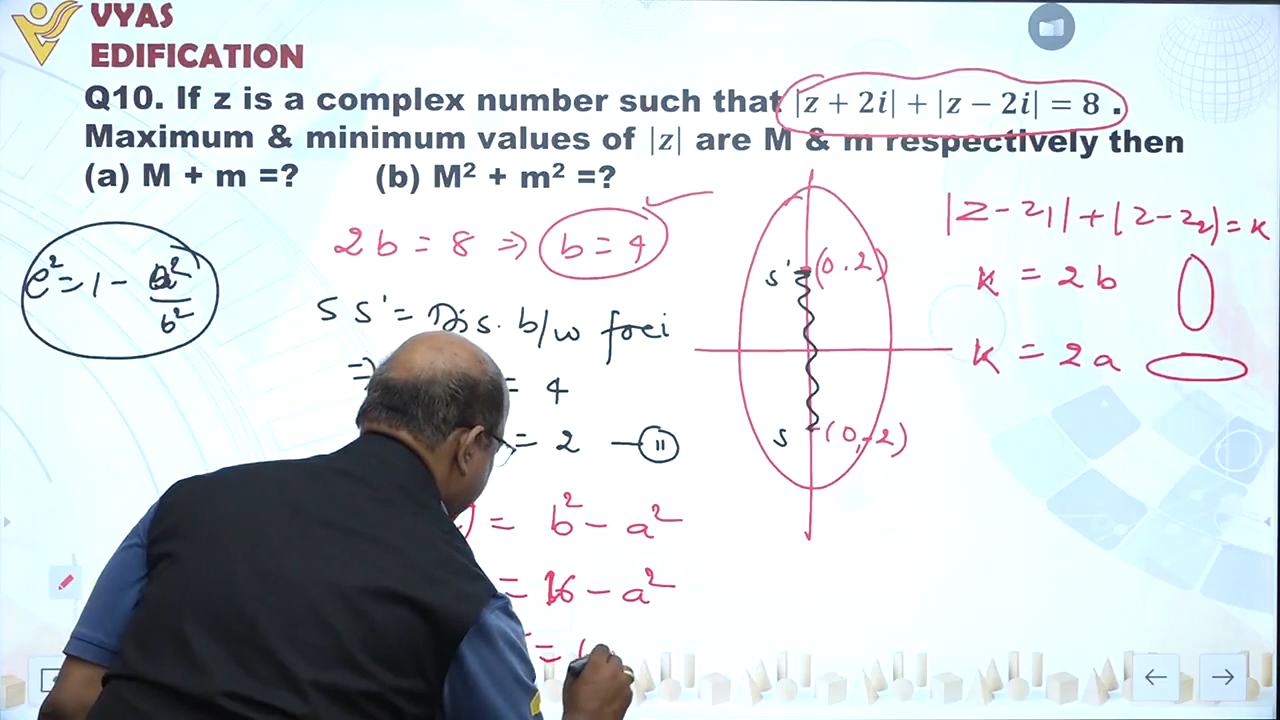 VYAS
EDIFICATION
Q10. If z is a complex number such that |z + 2i| + |z − 2i| = 8 .
Maximum & minimum values of |z| are M & m respectively then
(a) M + m =? (b) M² + m² =?
e² = 1 − a²/b²
2b = 8 ⇒ b = 4
S S' = Dis. b/w foci
⇒ = 4
= 2 — II
= b² − a²
= 16 − a²
=
S' (0, 2)
S (0, -2)
|z − z₁| + |z − z₂| = k
k = 2b
k = 2a